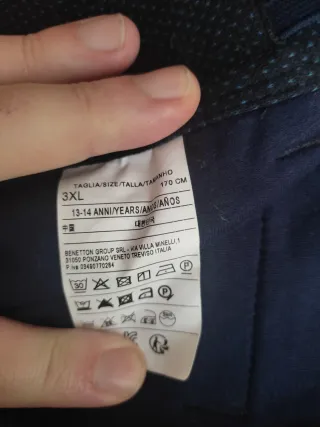 TAGLIA/SIZE/TALLA/TAMANHO
3XL 170 CM
13-14 ANNI/YEARS/ANOS/AÑOS
BENETTON GROUP SRL - VIA VILLA MINELLI,1
31050 PONZANO VENETO TREVISO ITALIA
P.Iva 03490770264